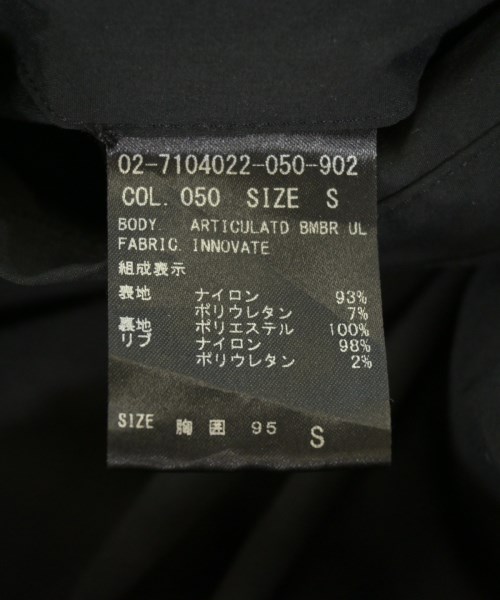 02-7104022-050-902
COL. 050 SIZE S
BODY. ARTICULATD BMBR UL
FABRIC. INNOVATE
組成表示
表地 ナイロン 93%
ポリウレタン 7%
裏地 ポリエステル 100%
リブ ナイロン 98%
ポリウレタン 2%
SIZE 胸囲 95 S